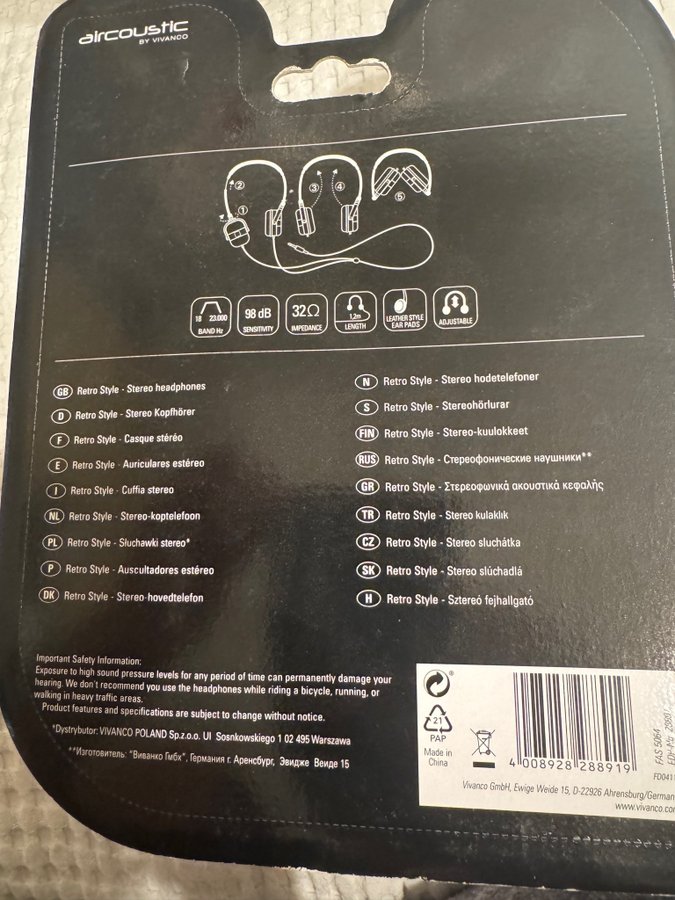 aircoustic
BY VIVANCO
① ② ③ ④ ⑤
18 23.000
BAND Hz
98 dB
SENSITIVITY
32Ω
IMPEDANCE
1,2m
LENGTH
LEATHER STYLE
EAR PADS
ADJUSTABLE
GB Retro Style - Stereo headphones
D Retro Style - Stereo Kopfhörer
F Retro Style - Casque stéréo
E Retro Style - Auriculares estéreo
I Retro Style - Cuffia stereo
NL Retro Style - Stereo-koptelefoon
PL Retro Style - Słuchawki stereo*
P Retro Style - Auscultadores estéreo
DK Retro Style - Stereo-hovedtelefon
N Retro Style - Stereo hodetelefoner
S Retro Style - Stereohörlurar
FIN Retro Style - Stereo-kuulokkeet
RUS Retro Style - Стереофонические наушники**
GR Retro Style - Στερεοφωνικά ακουστικά κεφαλής
TR Retro Style - Stereo kulaklık
CZ Retro Style - Stereo sluchátka
SK Retro Style - Stereo slúchadlá
H Retro Style - Sztereó fejhallgató
Important Safety Information:
Exposure to high sound pressure levels for any period of time can permanently damage your
hearing. We don't recommend you use the headphones while riding a bicycle, running, or
walking in heavy traffic areas.
Product features and specifications are subject to change without notice.
*Dystrybutor: VIVANCO POLAND Sp.z.o.o. Ul Sosnkowskiego 1 02 495 Warszawa
**Изготовитель: "Виванко Гмбх", Германия г. Аренсбург, Эвидже Веиде 15
®
21
PAP
Made in
China
4 008928 288919
FAS 5064
FD041
Vivanco GmbH, Ewige Weide 15, D-22926 Ahrensburg/German
www.vivanco.co